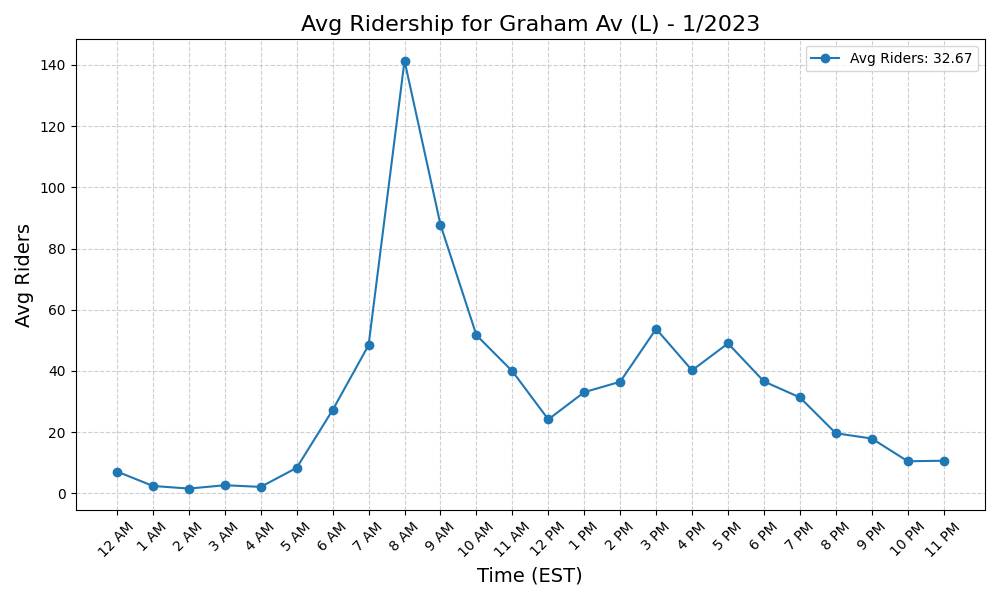 Avg Ridership for Graham Av (L) - 1/2023
Avg Riders: 32.67
Avg Riders
140
120
100
80
60
40
20
0
12 AM
1 AM
2 AM
3 AM
4 AM
5 AM
6 AM
7 AM
8 AM
9 AM
10 AM
11 AM
12 PM
1 PM
2 PM
3 PM
4 PM
5 PM
6 PM
7 PM
8 PM
9 PM
10 PM
11 PM
Time (EST)